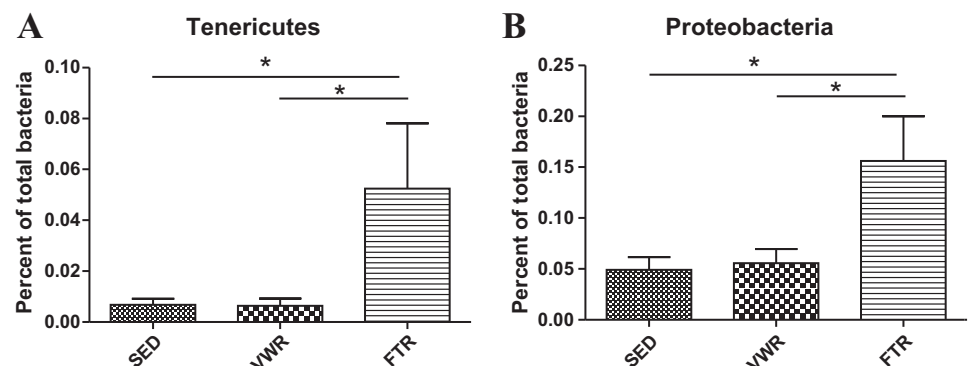 A
Tenericutes
Percent of total bacteria
0.10
0.08
0.06
0.04
0.02
0.00
*
*
SED
VWR
FTR
B
Proteobacteria
Percent of total bacteria
0.25
0.20
0.15
0.10
0.05
0.00
*
*
SED
VWR
FTR